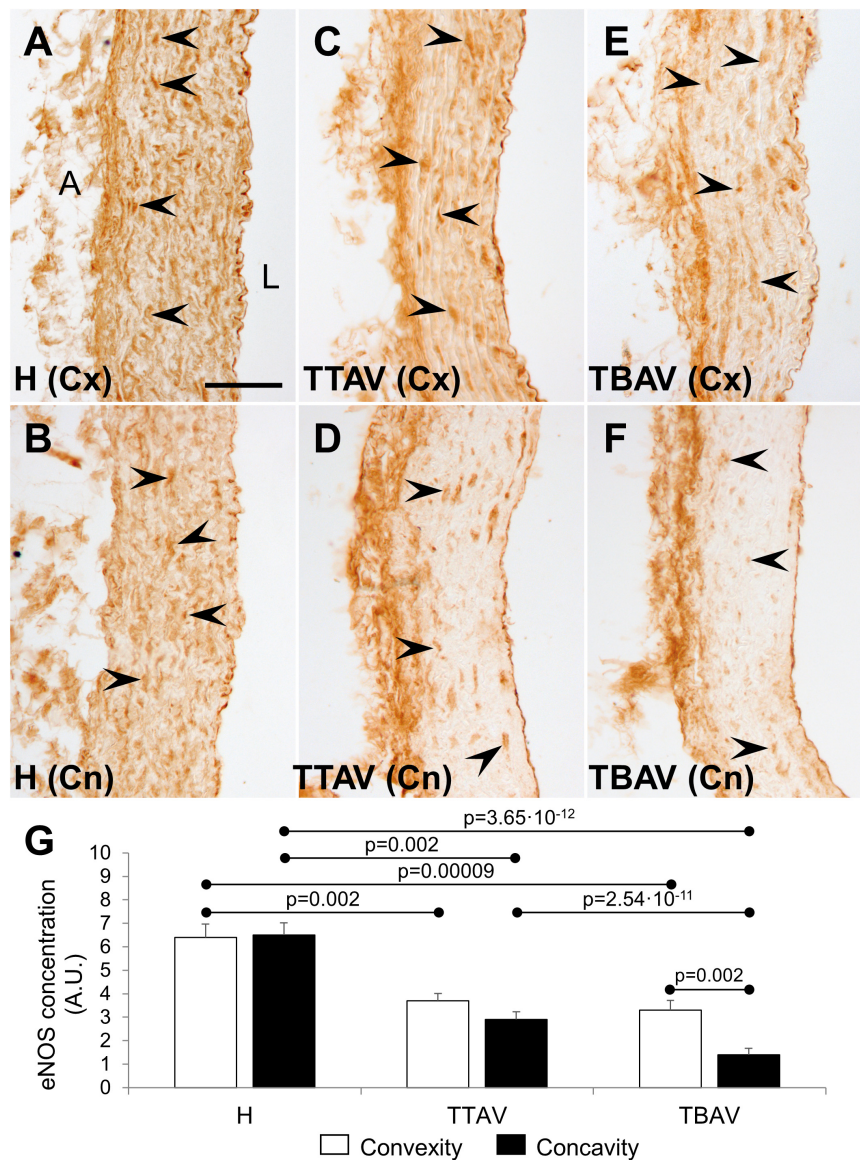 A
C
E
A
L
H (Cx)
TTAV (Cx)
TBAV (Cx)
B
D
F
H (Cn)
TTAV (Cn)
TBAV (Cn)
G
p=3.65·10⁻¹²
p=0.002
p=0.00009
p=0.002
p=2.54·10⁻¹¹
p=0.002
eNOS concentration
(A.U.)
10
9
8
7
6
5
4
3
2
1
0
H
TTAV
TBAV
Convexity
Concavity